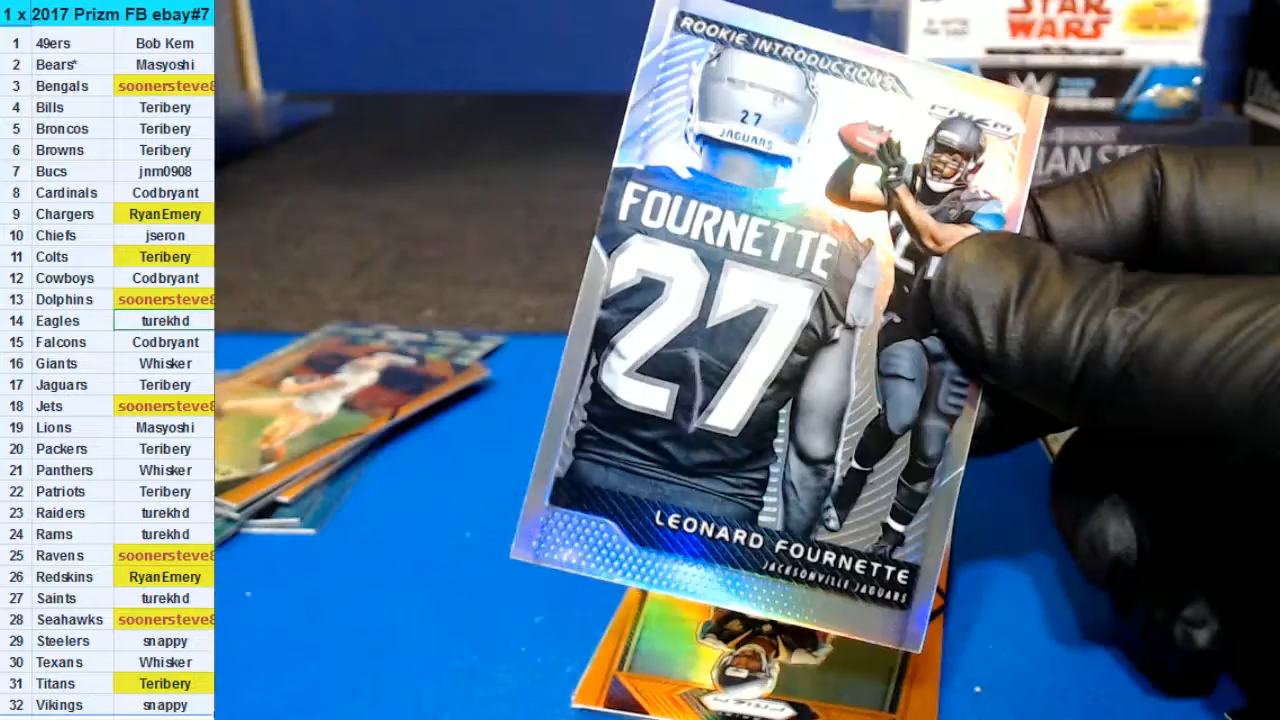 1 x 2017 Prizm FB ebay#7
1 49ers Bob Kem
2 Bears* Masyoshi
3 Bengals soonersteve8
4 Bills Teribery
5 Broncos Teribery
6 Browns Teribery
7 Bucs jnm0908
8 Cardinals Codbryant
9 Chargers RyanEmery
10 Chiefs jseron
11 Colts Teribery
12 Cowboys Codbryant
13 Dolphins soonersteve8
14 Eagles turekhd
15 Falcons Codbryant
16 Giants Whisker
17 Jaguars Teribery
18 Jets soonersteve8
19 Lions Masyoshi
20 Packers Teribery
21 Panthers Whisker
22 Patriots Teribery
23 Raiders turekhd
24 Rams turekhd
25 Ravens soonersteve8
26 Redskins RyanEmery
27 Saints turekhd
28 Seahawks soonersteve8
29 Steelers snappy
30 Texans Whisker
31 Titans Teribery
32 Vikings snappy
ROOKIE INTRODUCTIONS
PRIZM
27
JAGUARS
FOURNETTE
27
LEONARD FOURNETTE
JACKSONVILLE JAGUARS
PRIZM
STAR
WARS